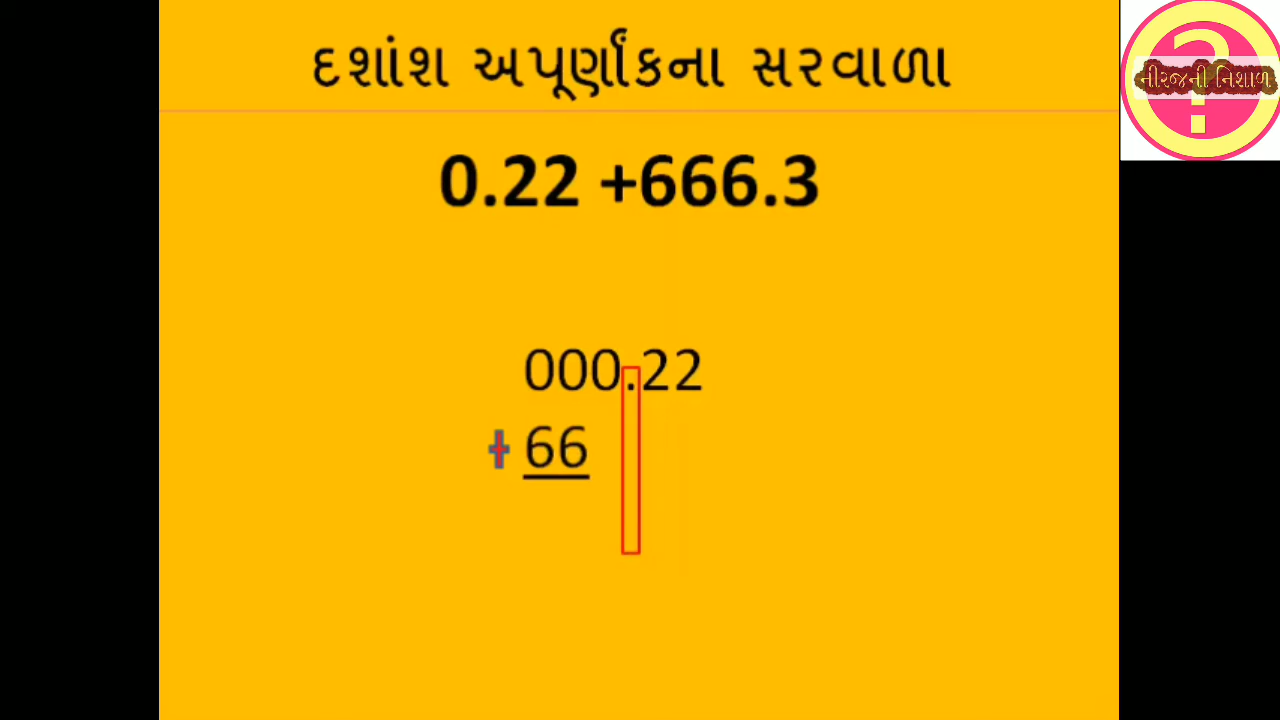 દશાંશ અપૂર્ણાંકના સરવાળા
?
નીરજની નિશાળ
0.22 +666.3
000.22
+ 66